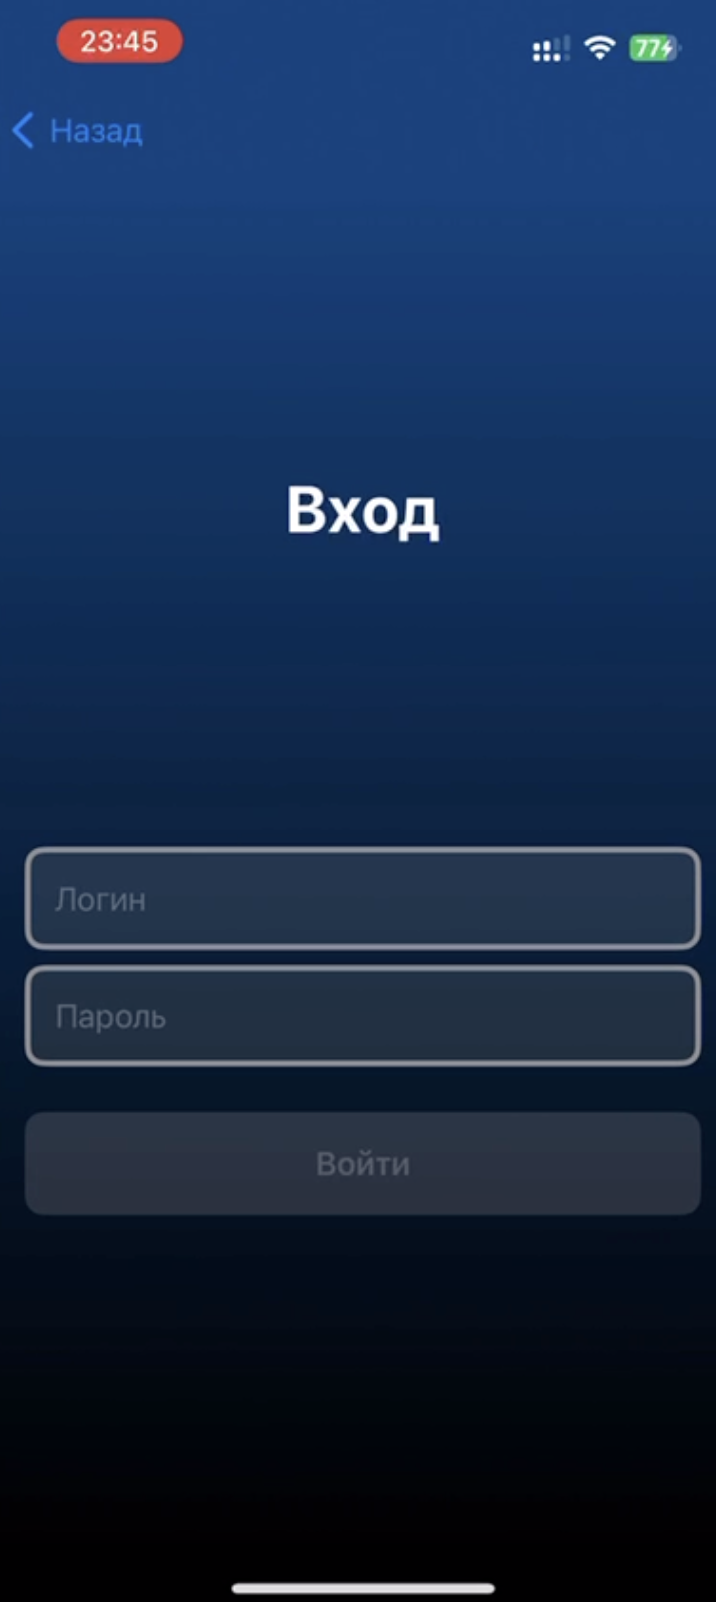 23:45
77
Назад
Вход
Логин
Пароль
Войти